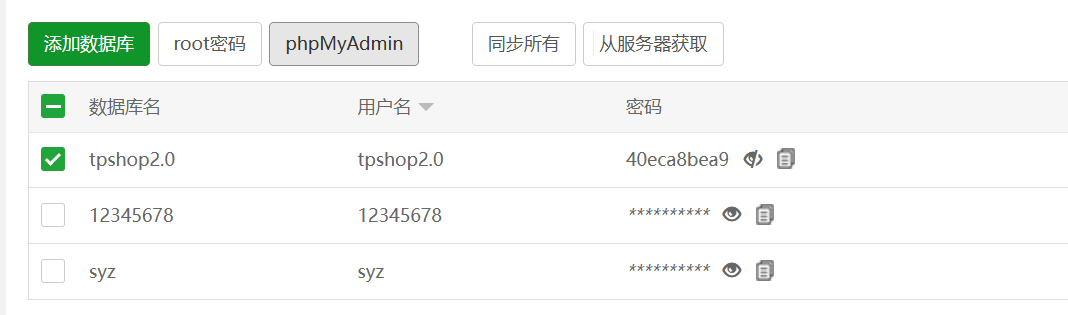 添加数据库 root密码 phpMyAdmin 同步所有 从服务器获取
数据库名 用户名 密码
tpshop2.0 tpshop2.0 40eca8bea9
12345678 12345678 **********
syz syz **********